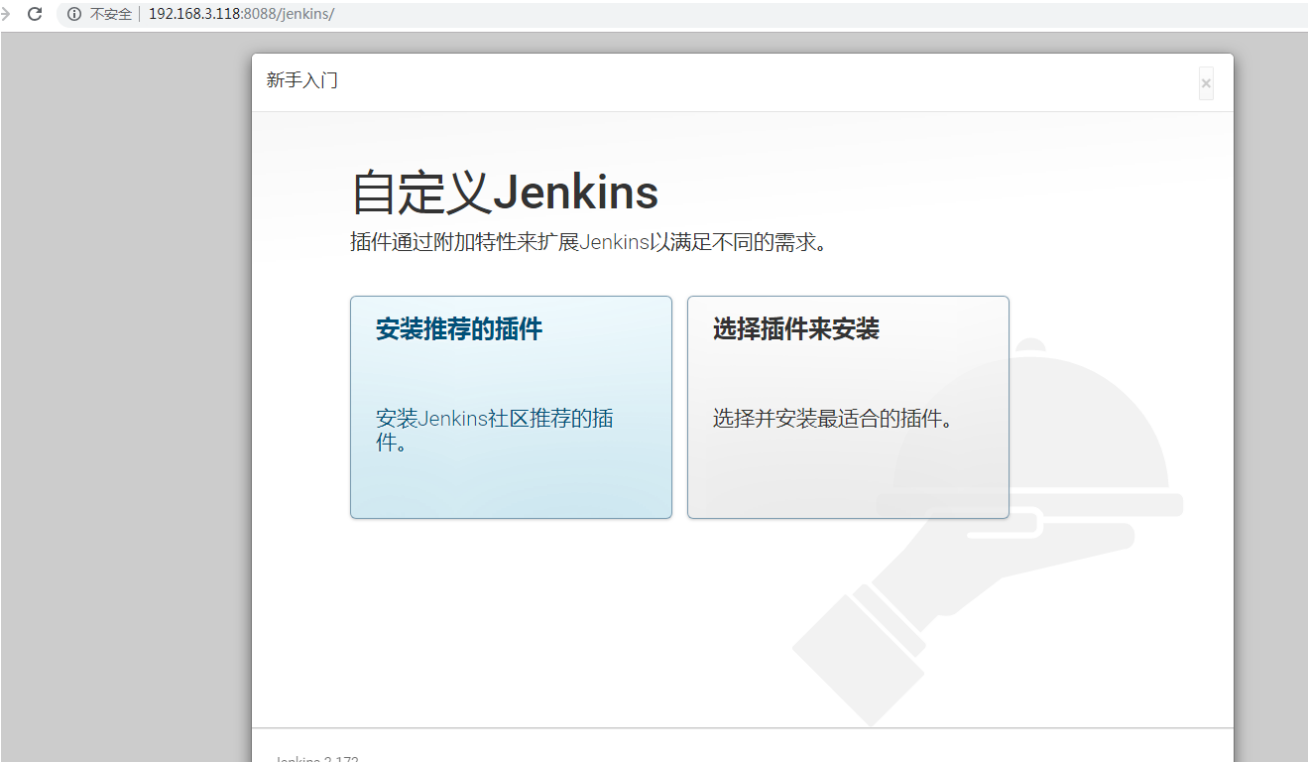 不安全 192.168.3.118:8088/jenkins/
新手入门
×
自定义Jenkins
插件通过附加特性来扩展Jenkins以满足不同的需求。
安装推荐的插件
安装Jenkins社区推荐的插
件。
选择插件来安装
选择并安装最适合的插件。
Jenkins 2.172